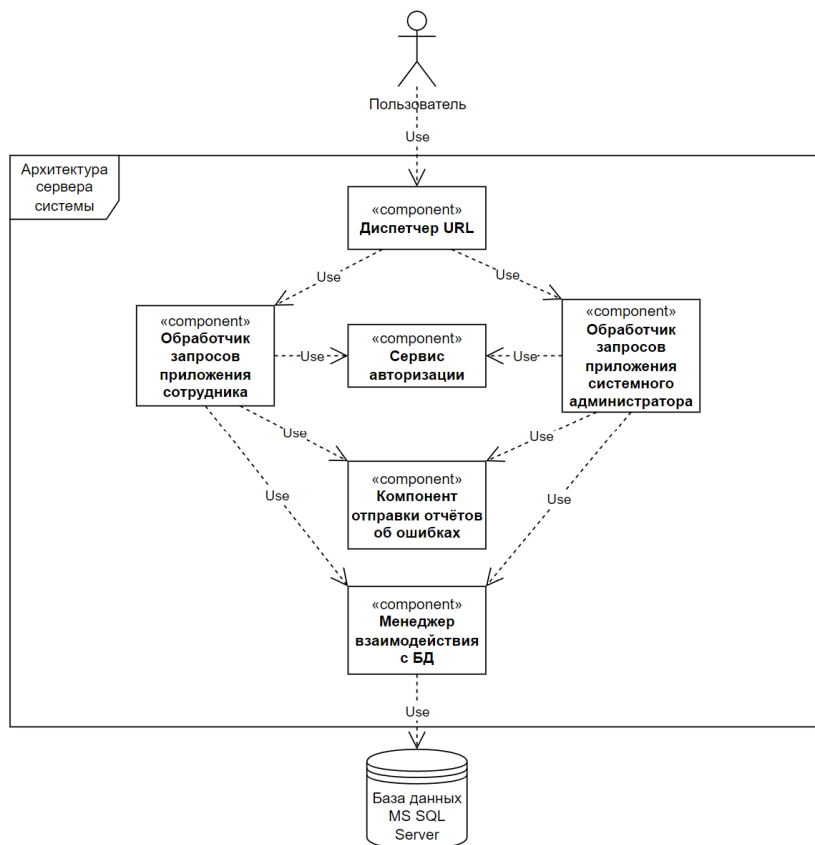 Пользователь
Use
Архитектура
сервера
системы
«component»
Диспетчер URL
Use
Use
«component»
Обработчик
запросов
приложения
сотрудника
Use
«component»
Сервис
авторизации
Use
«component»
Обработчик
запросов
приложения
системного
администратора
Use
Use
«component»
Компонент
отправки отчётов
об ошибках
Use
Use
«component»
Менеджер
взаимодействия
с БД
Use
База данных
MS SQL
Server